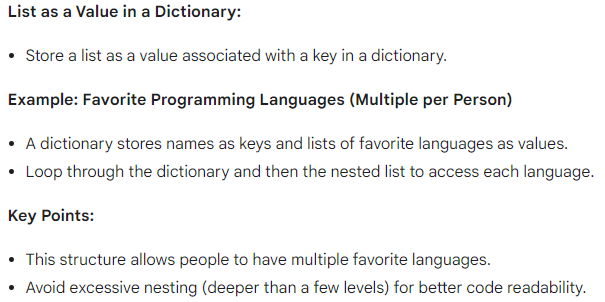 List as a Value in a Dictionary:
• Store a list as a value associated with a key in a dictionary.
Example: Favorite Programming Languages (Multiple per Person)
• A dictionary stores names as keys and lists of favorite languages as values.
• Loop through the dictionary and then the nested list to access each language.
Key Points:
• This structure allows people to have multiple favorite languages.
• Avoid excessive nesting (deeper than a few levels) for better code readability.